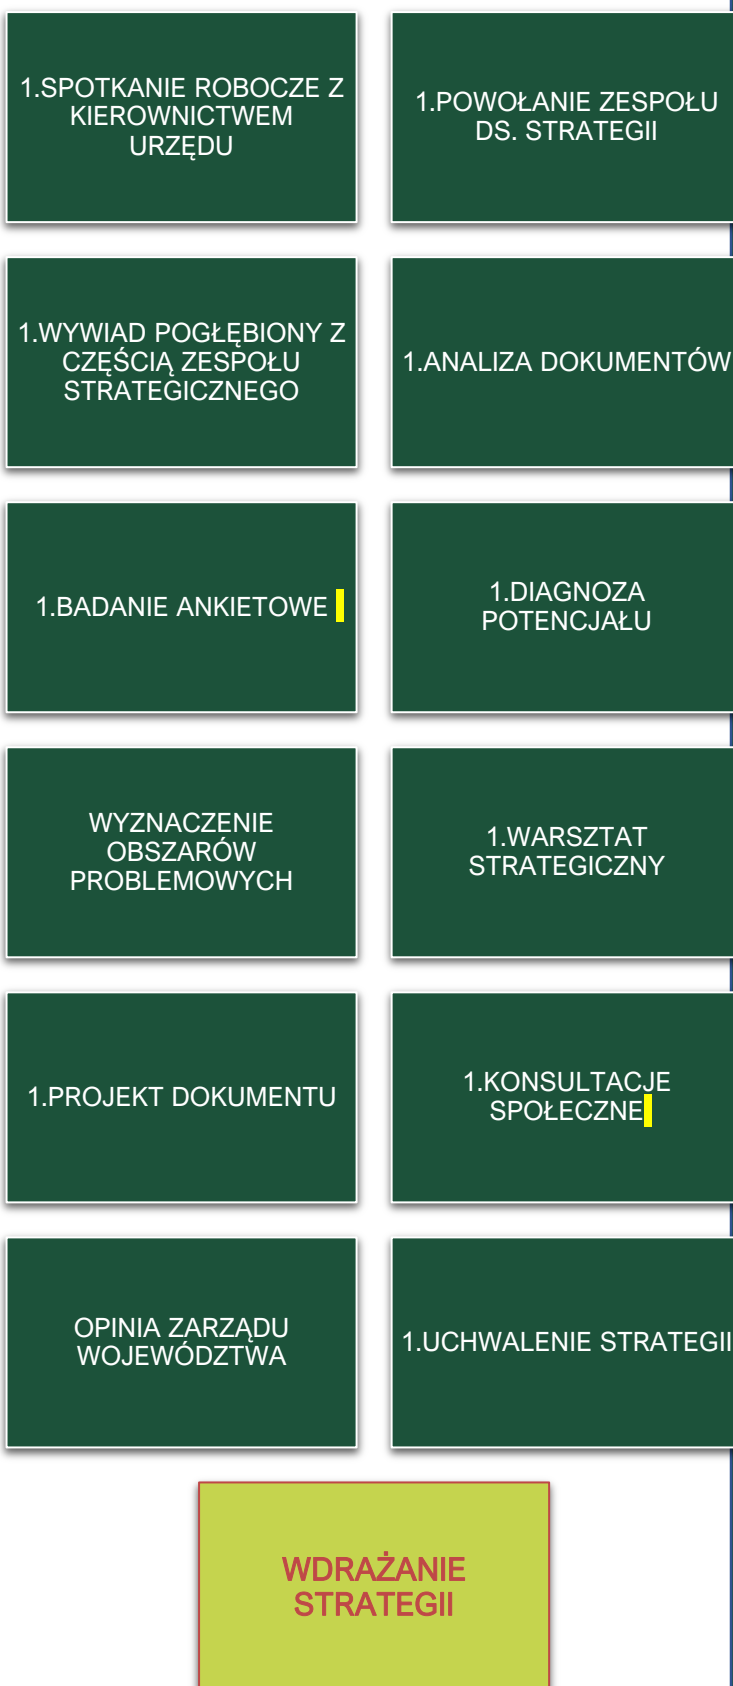 1.SPOTKANIE ROBOCZE Z
KIEROWNICTWEM
URZĘDU
1.POWOŁANIE ZESPOŁU
DS. STRATEGII
1.WYWIAD POGŁĘBIONY Z
CZĘŚCIĄ ZESPOŁU
STRATEGICZNEGO
1.ANALIZA DOKUMENTÓW
1.BADANIE ANKIETOWE
1.DIAGNOZA
POTENCJAŁU
WYZNACZENIE
OBSZARÓW
PROBLEMOWYCH
1.WARSZTAT
STRATEGICZNY
1.PROJEKT DOKUMENTU
1.KONSULTACJE
SPOŁECZNE
OPINIA ZARZĄDU
WOJEWÓDZTWA
1.UCHWALENIE STRATEGII
WDRAŻANIE
STRATEGII